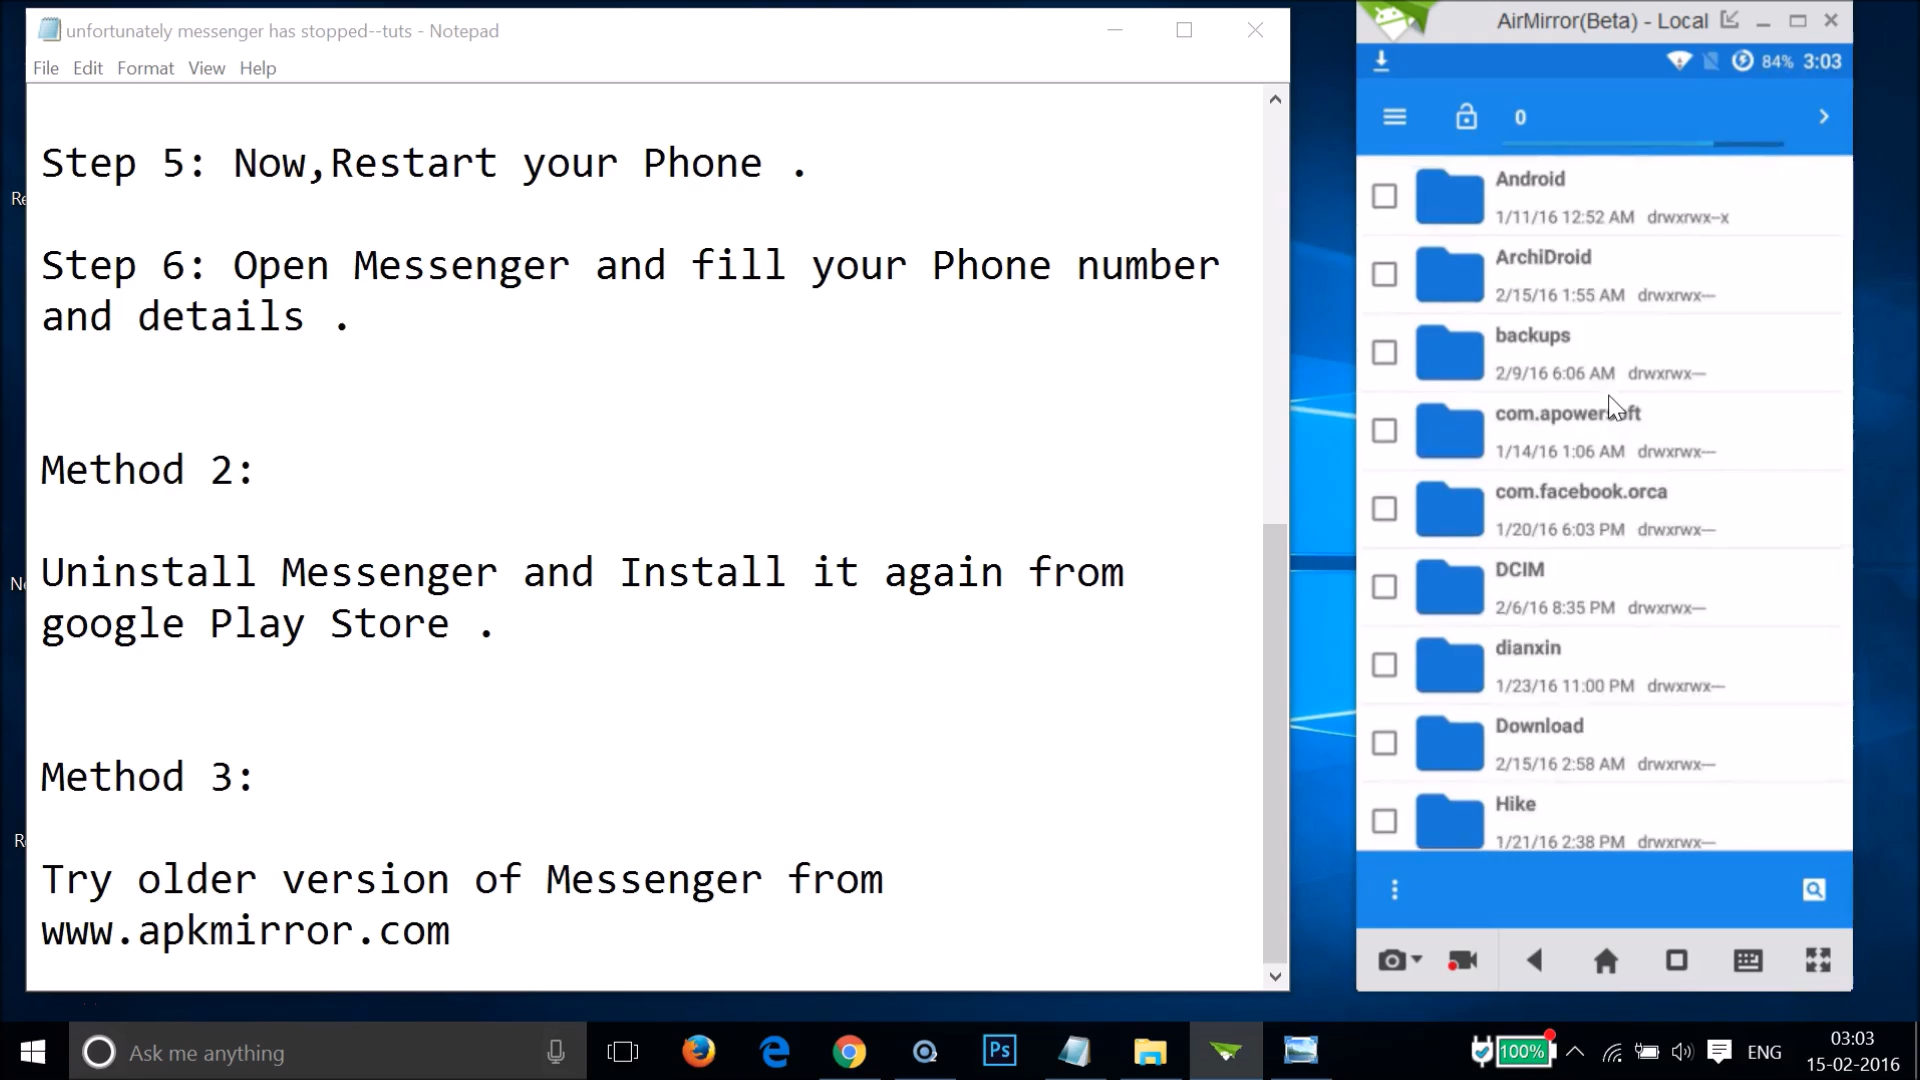 unfortunately messenger has stopped--tuts - Notepad
File Edit Format View Help
Step 5: Now,Restart your Phone .
Step 6: Open Messenger and fill your Phone number
and details .
Method 2:
Uninstall Messenger and Install it again from
google Play Store .
Method 3:
Try older version of Messenger from
www.apkmirror.com
AirMirror(Beta) - Local
84% 3:03
0
Android
1/11/16 12:52 AM drwxrwx--x
ArchiDroid
2/15/16 1:55 AM drwxrwx---
backups
2/9/16 6:06 AM drwxrwx---
com.apowersoft
1/14/16 1:06 AM drwxrwx---
com.facebook.orca
1/20/16 6:03 PM drwxrwx---
DCIM
2/6/16 8:35 PM drwxrwx---
dianxin
1/23/16 11:00 PM drwxrwx---
Download
2/15/16 2:58 AM drwxrwx---
Hike
1/21/16 2:38 PM drwxrwx---
Re
Ne
Ask me anything
Ps
100%
ENG
03:03
15-02-2016